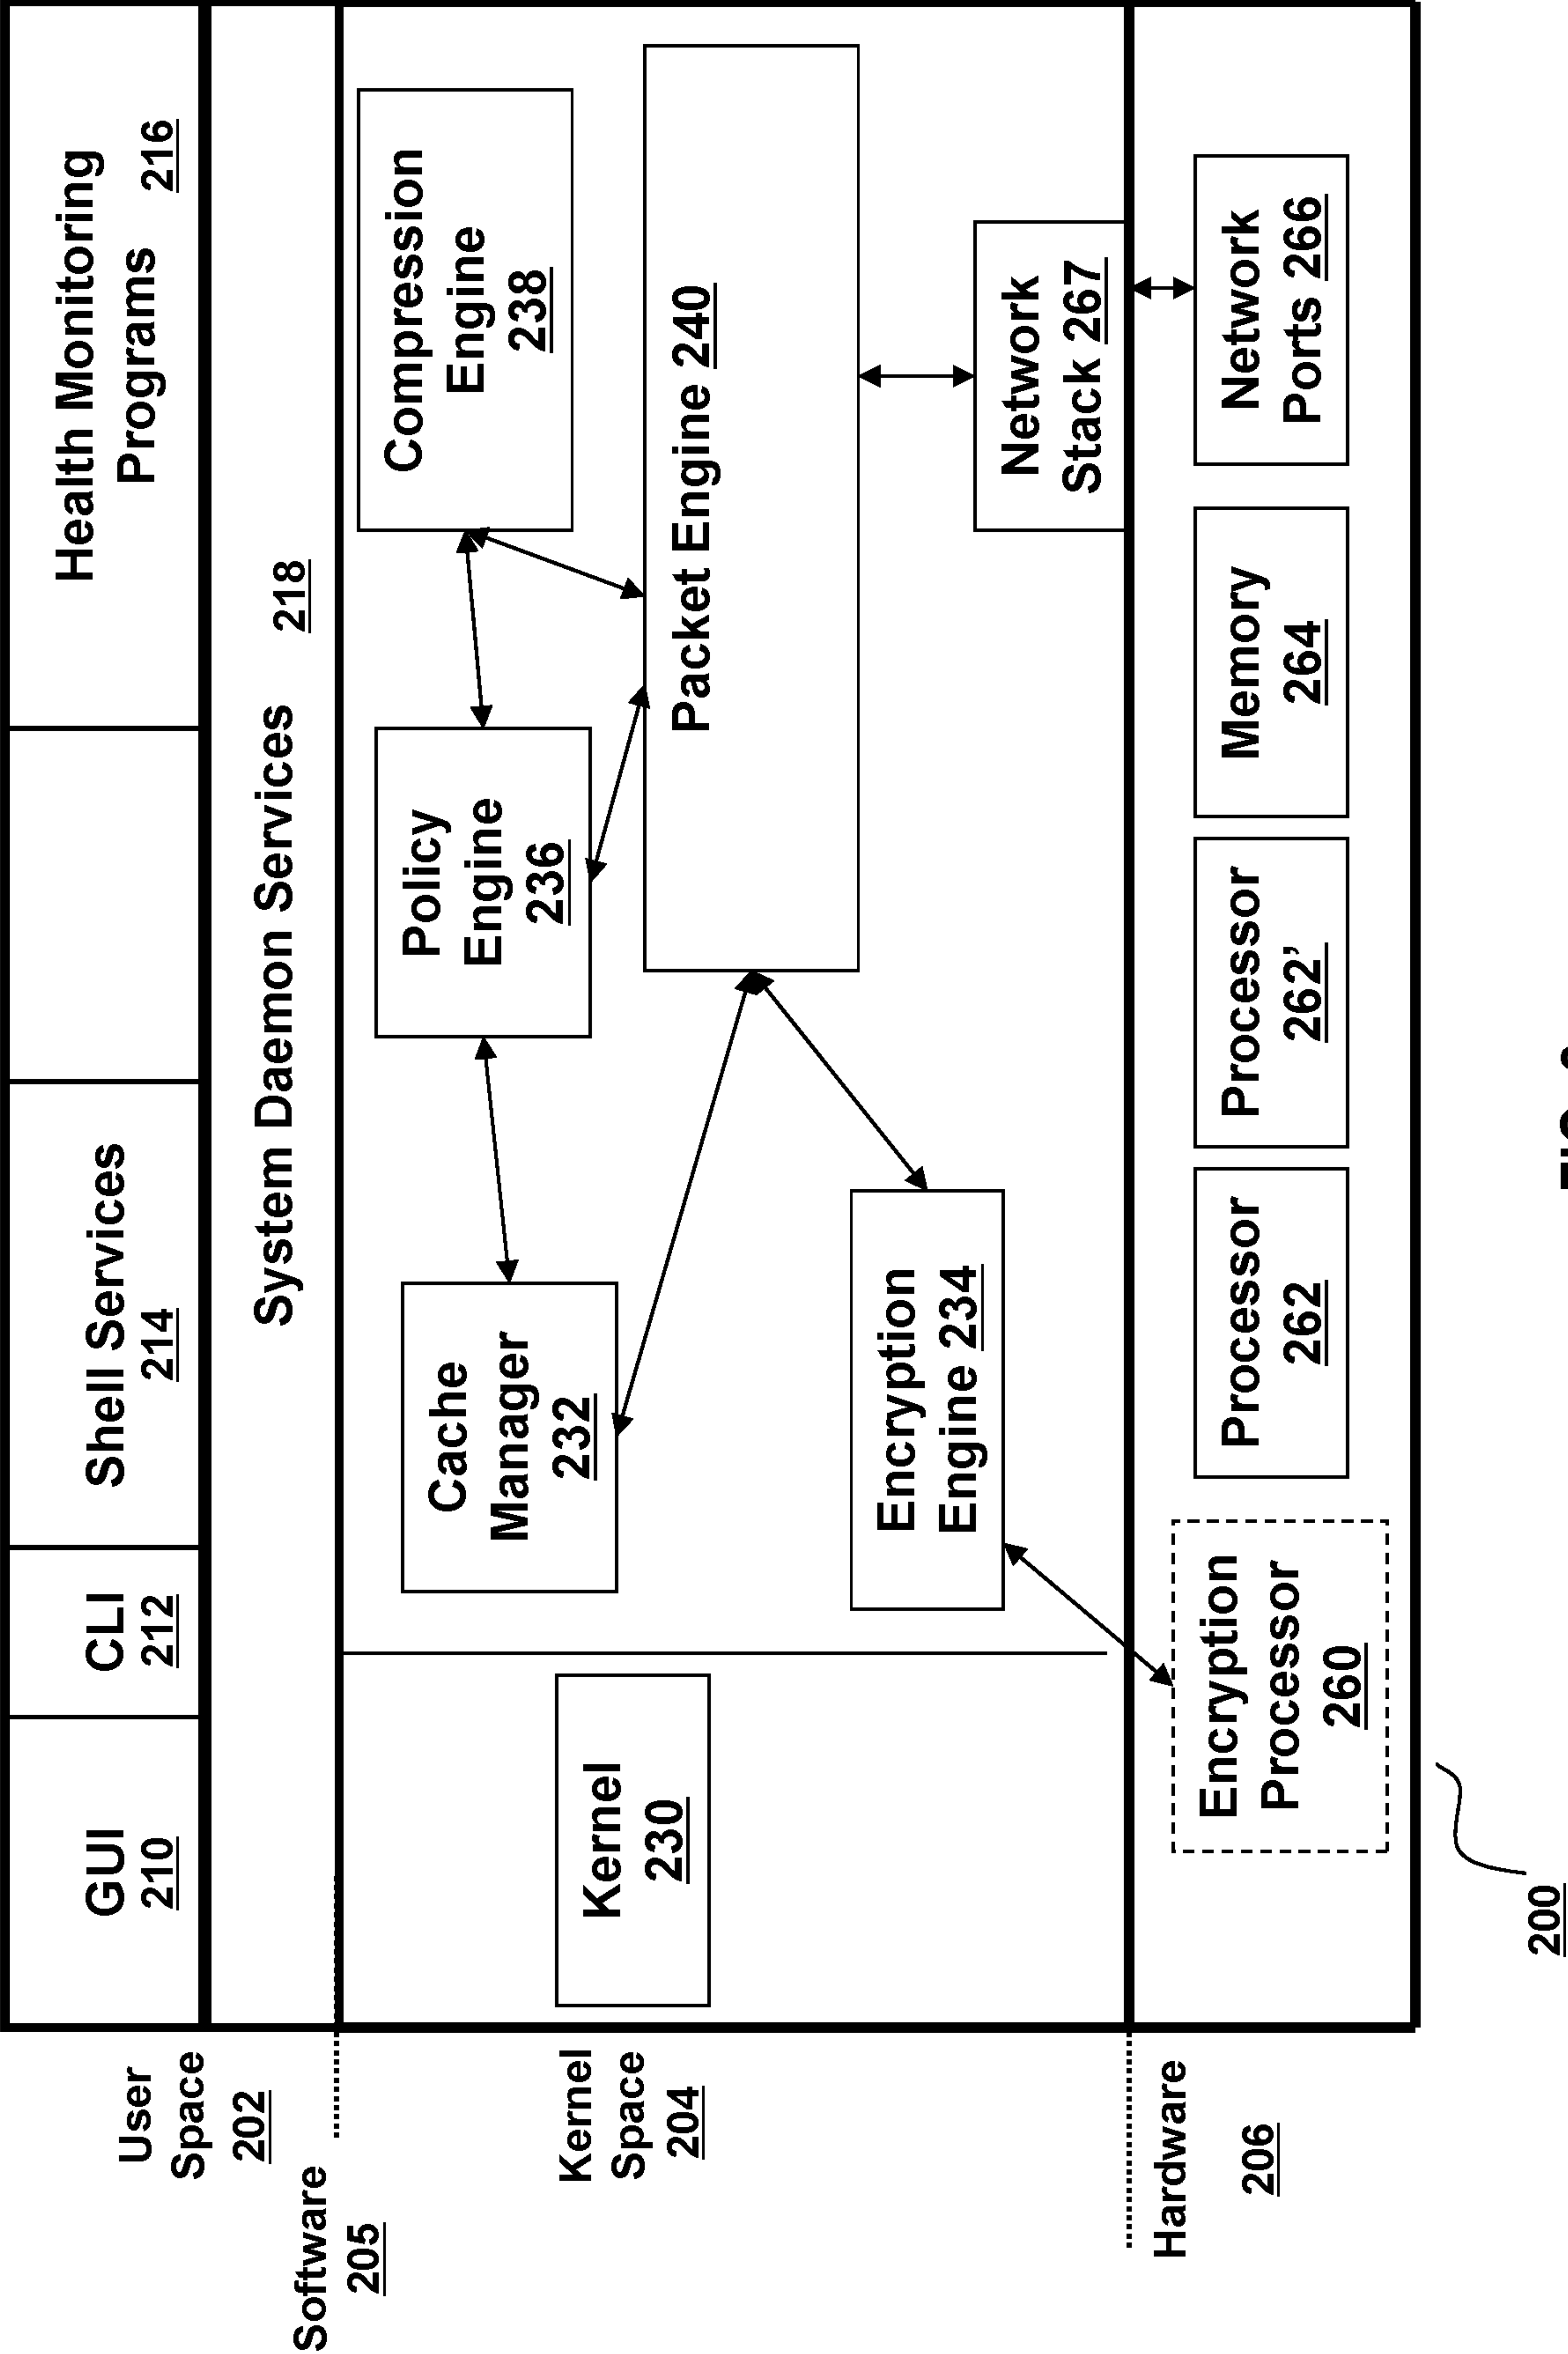 User
Space
202
GUI
210
CLI
212
Shell Services
214
Health Monitoring
Programs 216
System Daemon Services 218
Software
205
Kernel
Space
204
Kernel
230
Cache
Manager
232
Policy
Engine
236
Compression
Engine
238
Packet Engine 240
Encryption
Engine 234
Network
Stack 267
Hardware
206
Encryption
Processor
260
Processor
262
Processor
262’
Memory
264
Network
Ports 266
200